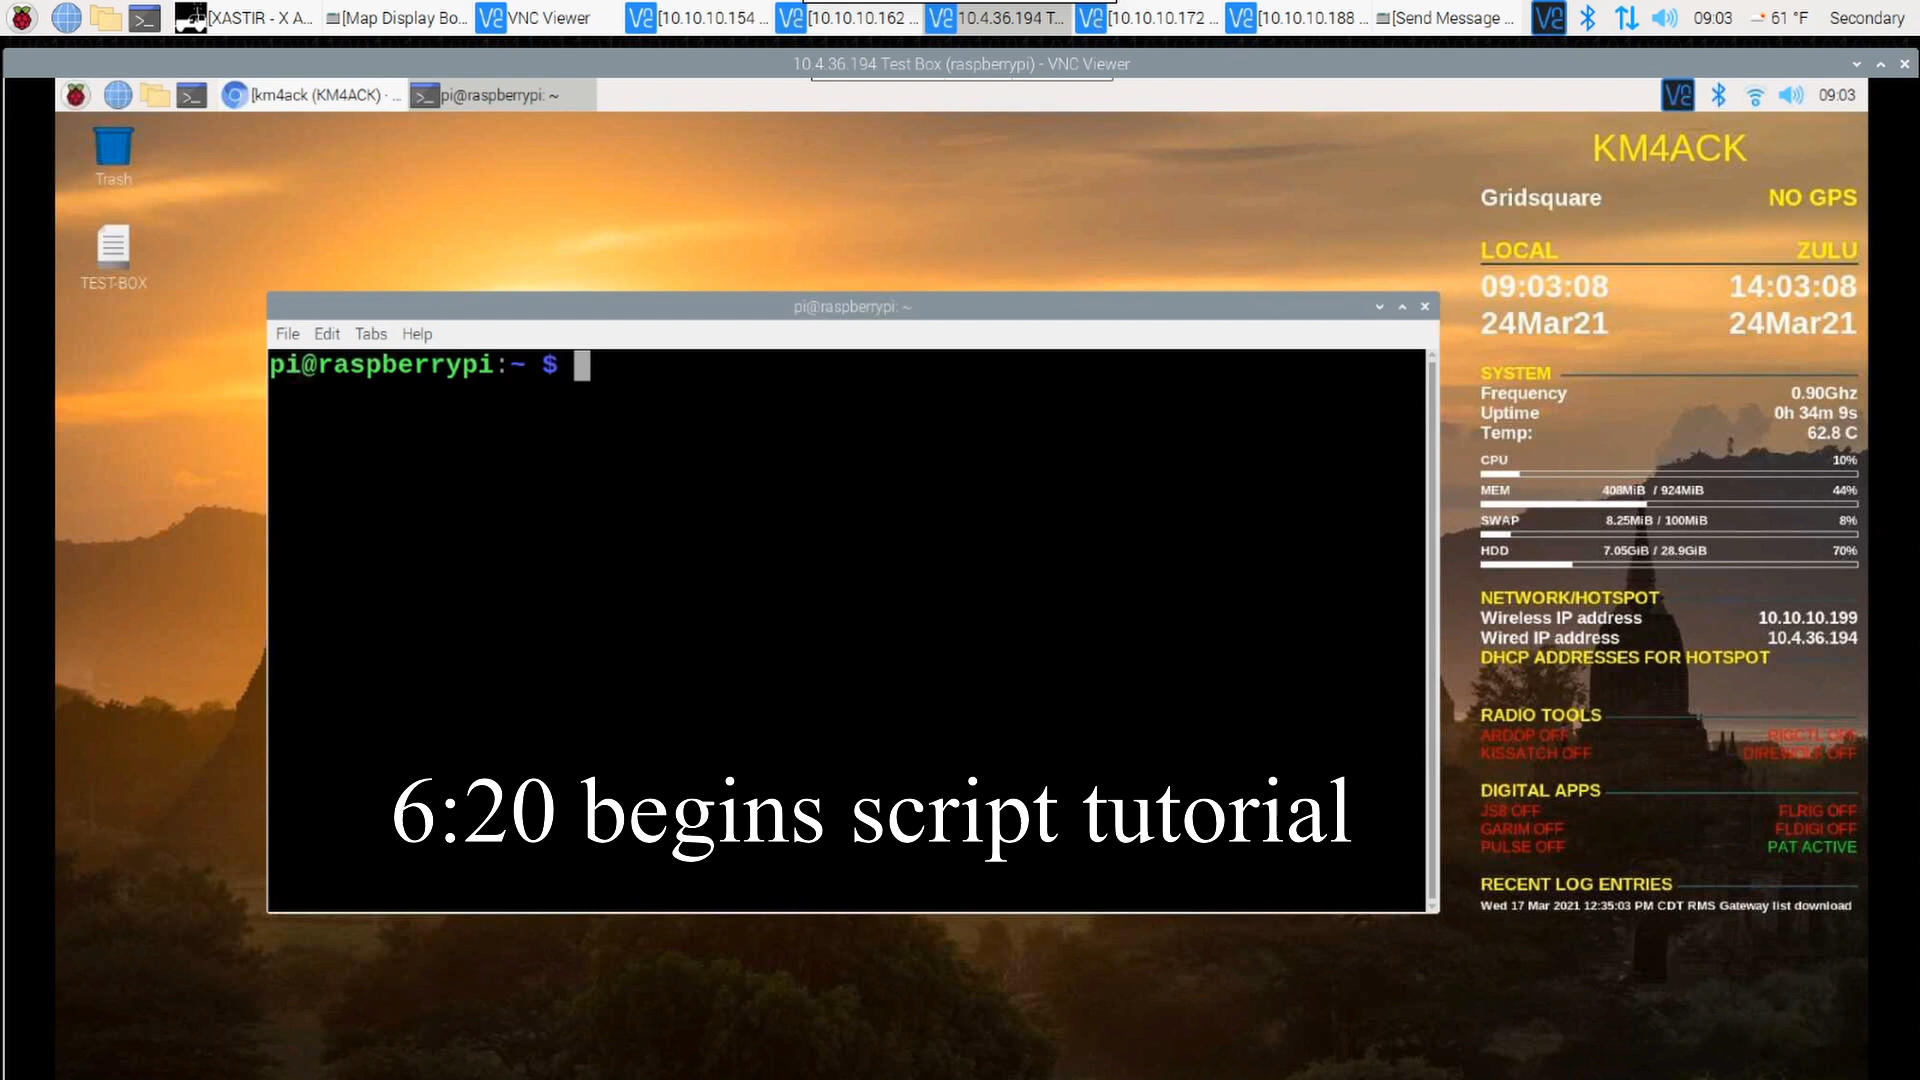 [XASTIR - X A...
[Map Display Bo...
VNC Viewer
[10.10.10.154 ...
[10.10.10.162 ...
10.4.36.194 T...
[10.10.10.172 ...
[10.10.10.188 ...
[Send Message ...
09:03
61 °F
Secondary
10.4.36.194 Test Box (raspberrypi) - VNC Viewer
[km4ack (KM4ACK) · ...
pi@raspberrypi: ~
09:03
Trash
TEST-BOX
pi@raspberrypi: ~
File Edit Tabs Help
pi@raspberrypi:~ $
6:20 begins script tutorial
KM4ACK
Gridsquare NO GPS
LOCAL ZULU
09:03:08 14:03:08
24Mar21 24Mar21
SYSTEM
Frequency 0.90Ghz
Uptime 0h 34m 9s
Temp: 62.8 C
CPU 10%
MEM 408MiB / 924MiB 44%
SWAP 8.25MiB / 100MiB 8%
HDD 7.05GiB / 28.9GiB 70%
NETWORK/HOTSPOT
Wireless IP address 10.10.10.199
Wired IP address 10.4.36.194
DHCP ADDRESSES FOR HOTSPOT
RADIO TOOLS
ARDOP OFF RIGCTL OFF
KISSATCH OFF DIREWOLF OFF
DIGITAL APPS
JS8 OFF FLRIG OFF
GARIM OFF FLDIGI OFF
PULSE OFF PAT ACTIVE
RECENT LOG ENTRIES
Wed 17 Mar 2021 12:35:03 PM CDT RMS Gateway list download